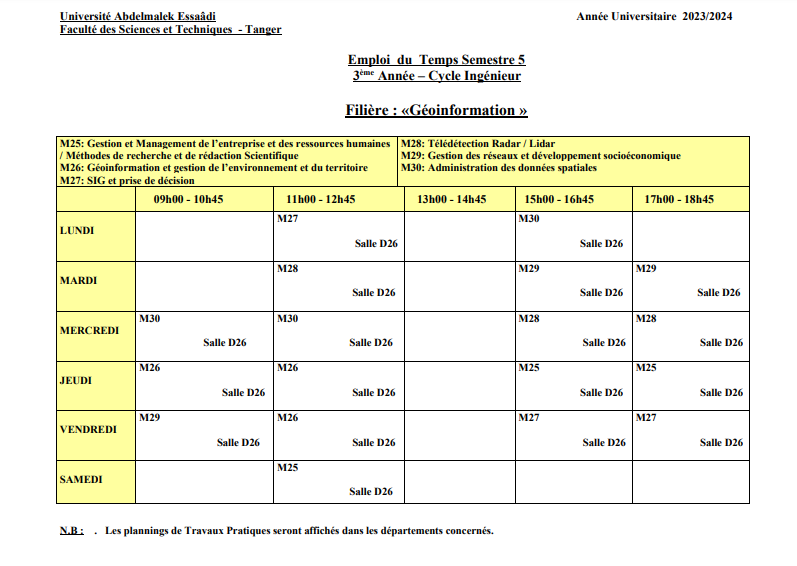 Université Abdelmalek Essaâdi
Année Universitaire 2023/2024
Faculté des Sciences et Techniques - Tanger
Emploi du Temps Semestre 5
3ème Année – Cycle Ingénieur
Filière : «Géoinformation »
M25: Gestion et Management de l'entreprise et des ressources humaines
/ Méthodes de recherche et de rédaction Scientifique
M26: Géoinformation et gestion de l'environnement et du territoire
M27: SIG et prise de décision
M28: Télédétection Radar / Lidar
M29: Gestion des réseaux et développement socioéconomique
M30: Administration des données spatiales
09h00 - 10h45 11h00 - 12h45 13h00 - 14h45 15h00 - 16h45 17h00 - 18h45
LUNDI
M27 M30
Salle D26 Salle D26
MARDI
M28 M29 M29
Salle D26 Salle D26 Salle D26
MERCREDI
M30 M30 M28 M28
Salle D26 Salle D26 Salle D26 Salle D26
JEUDI
M26 M26 M25 M25
Salle D26 Salle D26 Salle D26 Salle D26
VENDREDI
M29 M26 M27 M27
Salle D26 Salle D26 Salle D26 Salle D26
SAMEDI
M25
Salle D26
N.B : . Les plannings de Travaux Pratiques seront affichés dans les départements concernés.